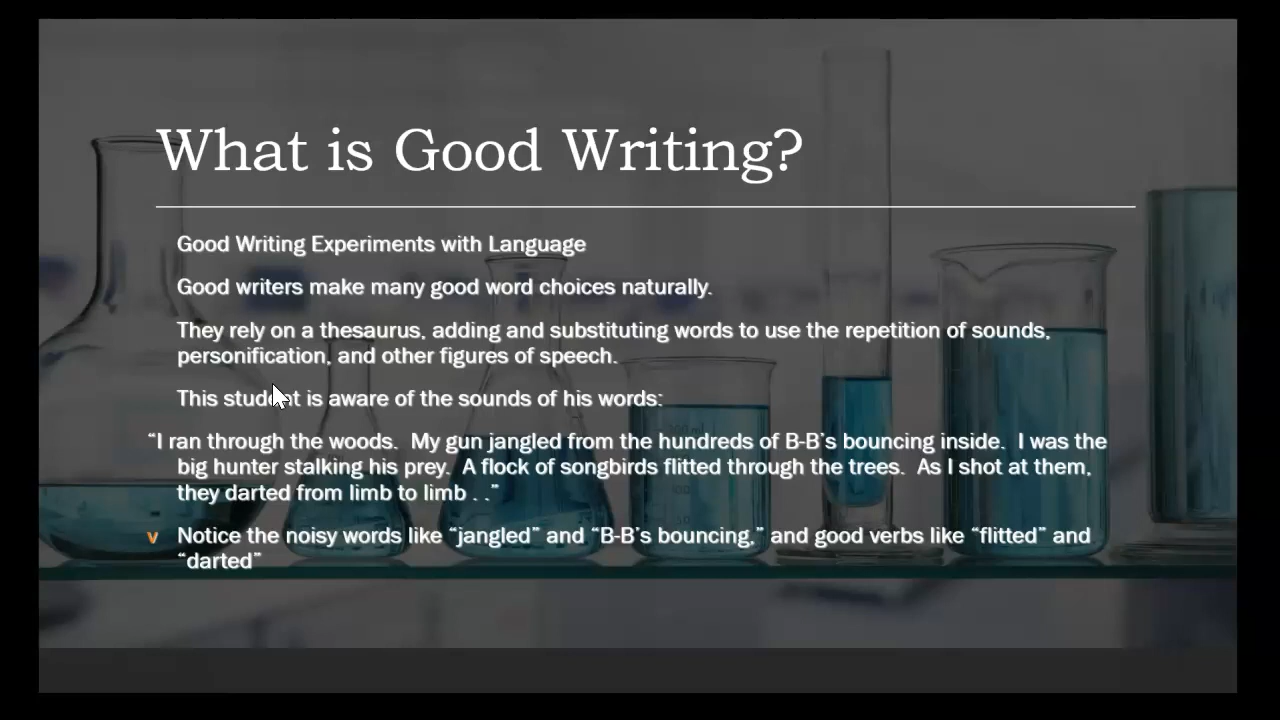 What is Good Writing?
Good Writing Experiments with Language
Good writers make many good word choices naturally.
They rely on a thesaurus, adding and substituting words to use the repetition of sounds,
personification, and other figures of speech.
This student is aware of the sounds of his words:
“I ran through the woods.  My gun jangled from the hundreds of B-B’s bouncing inside.  I was the
big hunter stalking his prey.  A flock of songbirds flitted through the trees.  As I shot at them,
they darted from limb to limb . .”
v Notice the noisy words like “jangled” and “B-B’s bouncing,” and good verbs like “flitted” and
“darted”